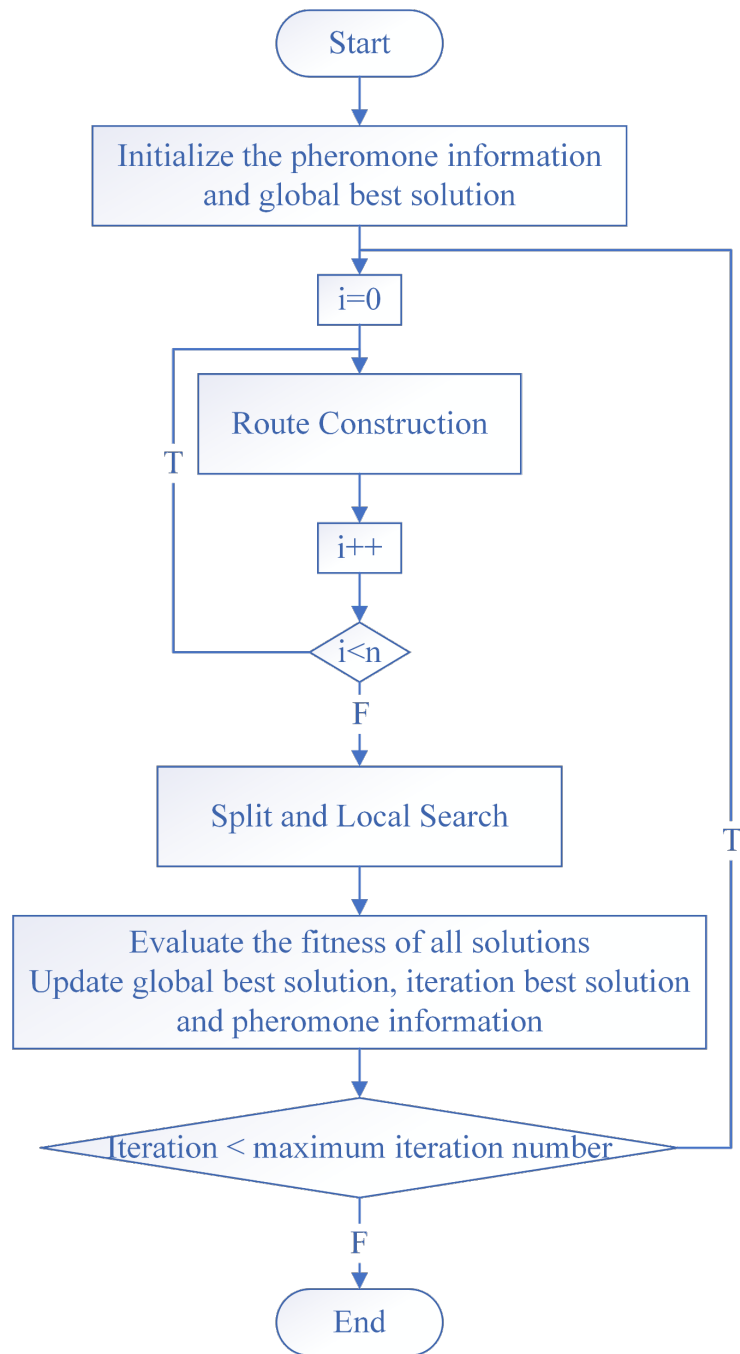 Start
Initialize the pheromone information
and global best solution
i=0
Route Construction
T
i++
i<n
F
Split and Local Search
T
Evaluate the fitness of all solutions
Update global best solution, iteration best solution
and pheromone information
Iteration < maximum iteration number
F
End